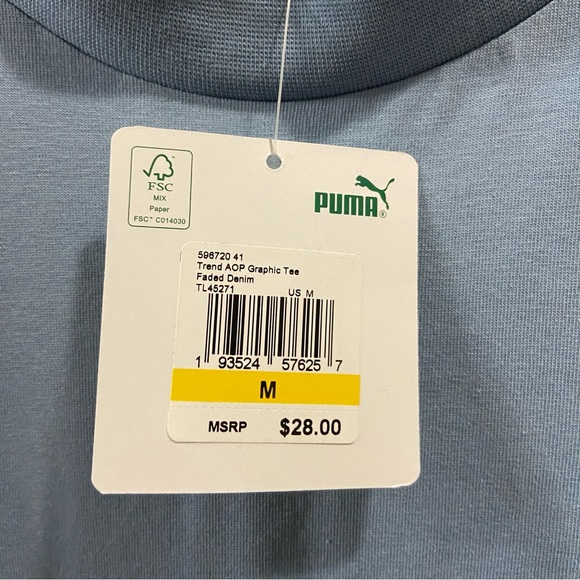 FSC
MIX
Paper
FSC™ C014030
PUMA®
596720 41
Trend AOP Graphic Tee
Faded Denim
TL45271 US M
1 93524 57625 7
M
MSRP $28.00